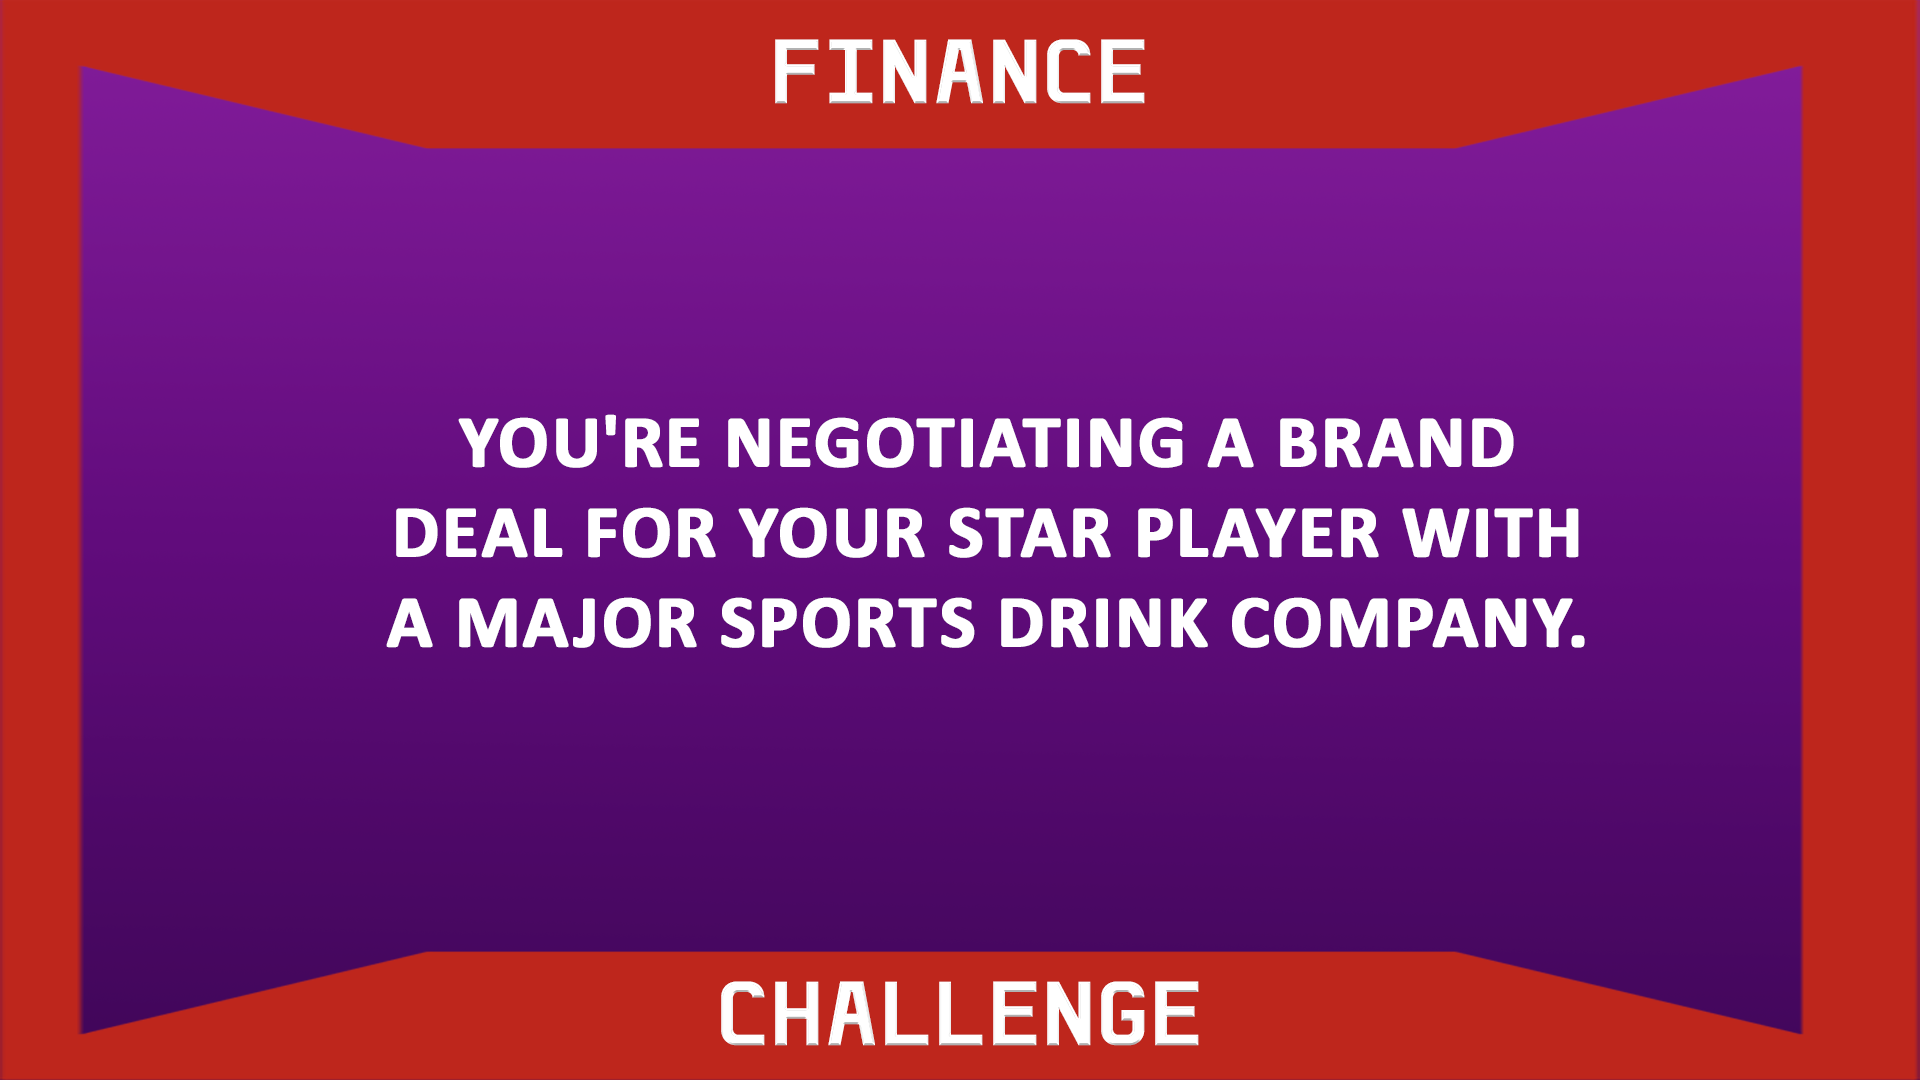 FINANCE
YOU'RE NEGOTIATING A BRAND
DEAL FOR YOUR STAR PLAYER WITH
A MAJOR SPORTS DRINK COMPANY.
CHALLENGE